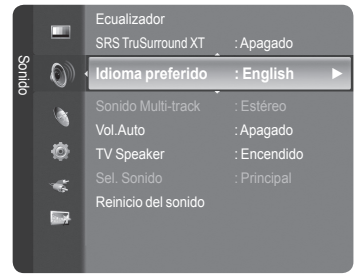 Sonido
Ecualizador
SRS TruSurround XT : Apagado
Idioma preferido : English
Sonido Multi-track : Estéreo
Vol.Auto : Apagado
TV Speaker : Encendido
Sel. Sonido : Principal
Reinicio del sonido